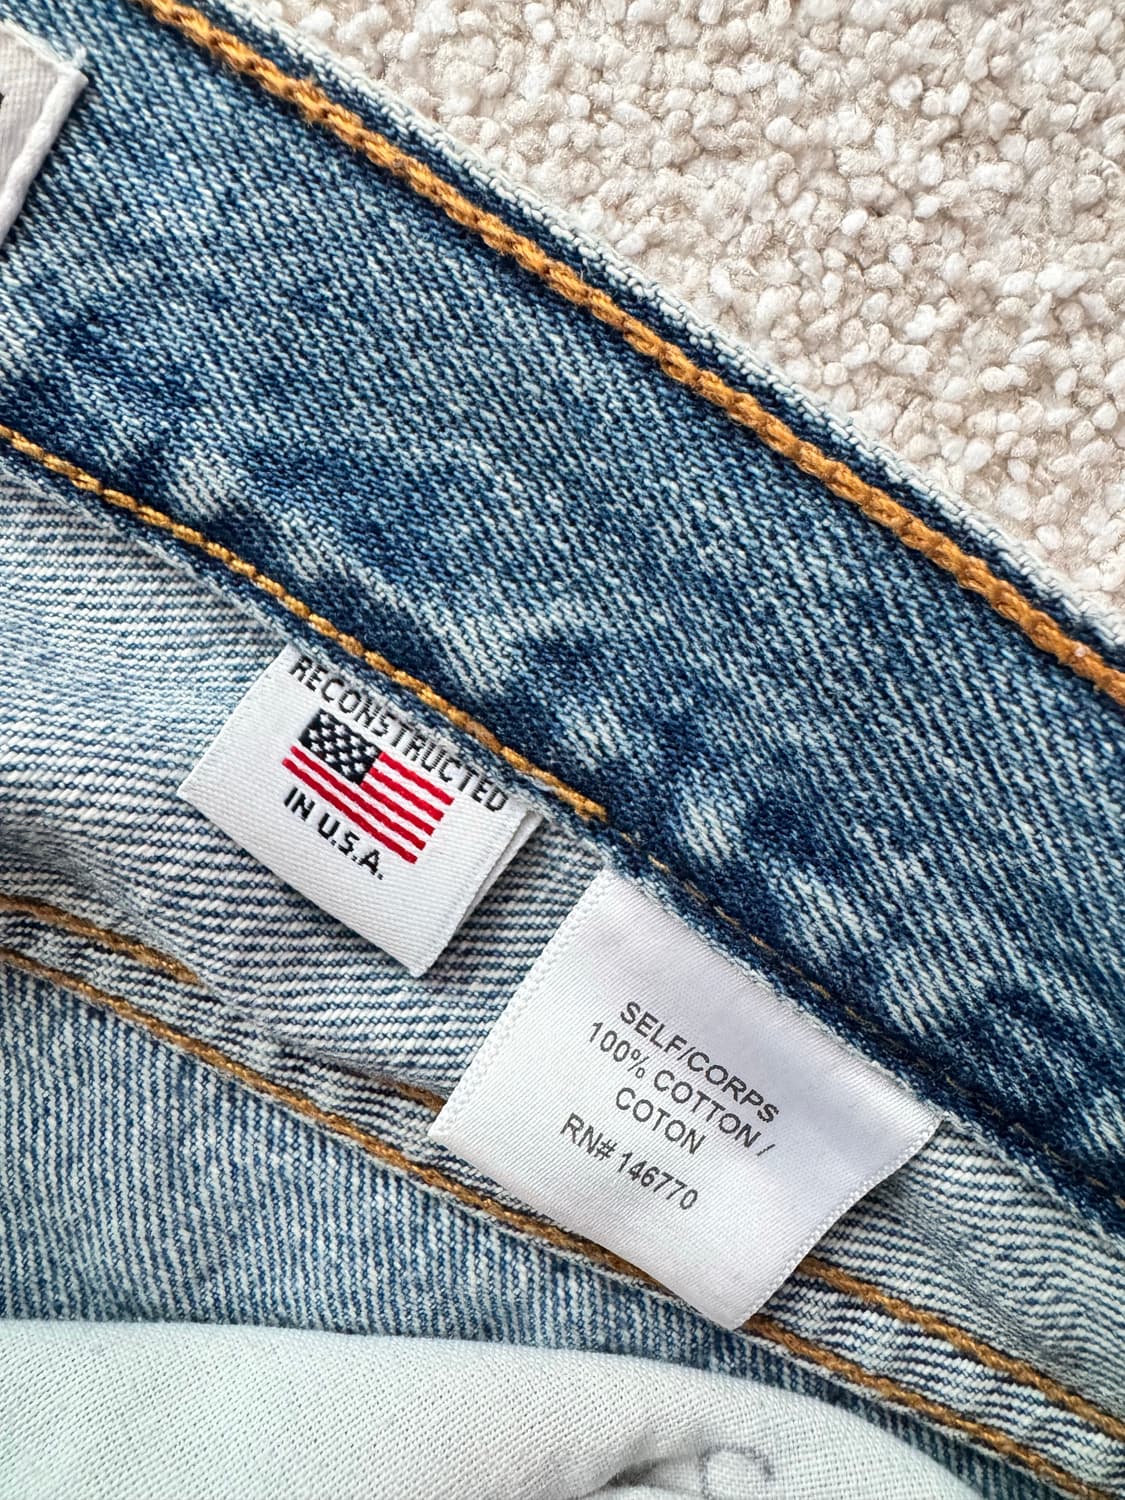 RECONSTRUCTED
IN U.S.A.
SELF/CORPS
100% COTTON /
COTON
RN# 146770